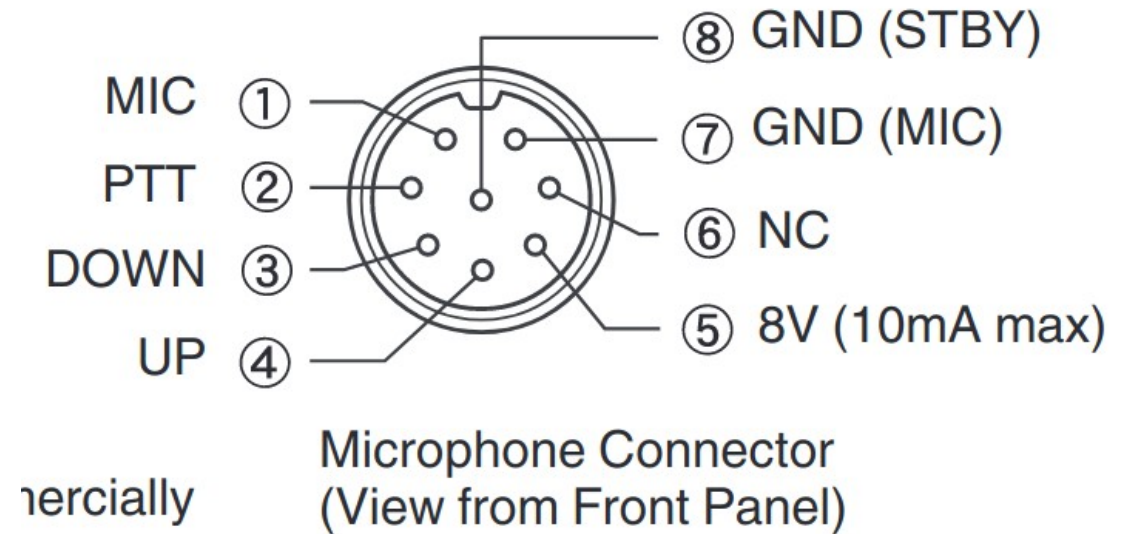 ⑧ GND (STBY)
MIC ①
⑦ GND (MIC)
PTT ②
⑥ NC
DOWN ③
⑤ 8V (10mA max)
UP ④
Microphone Connector
(View from Front Panel)